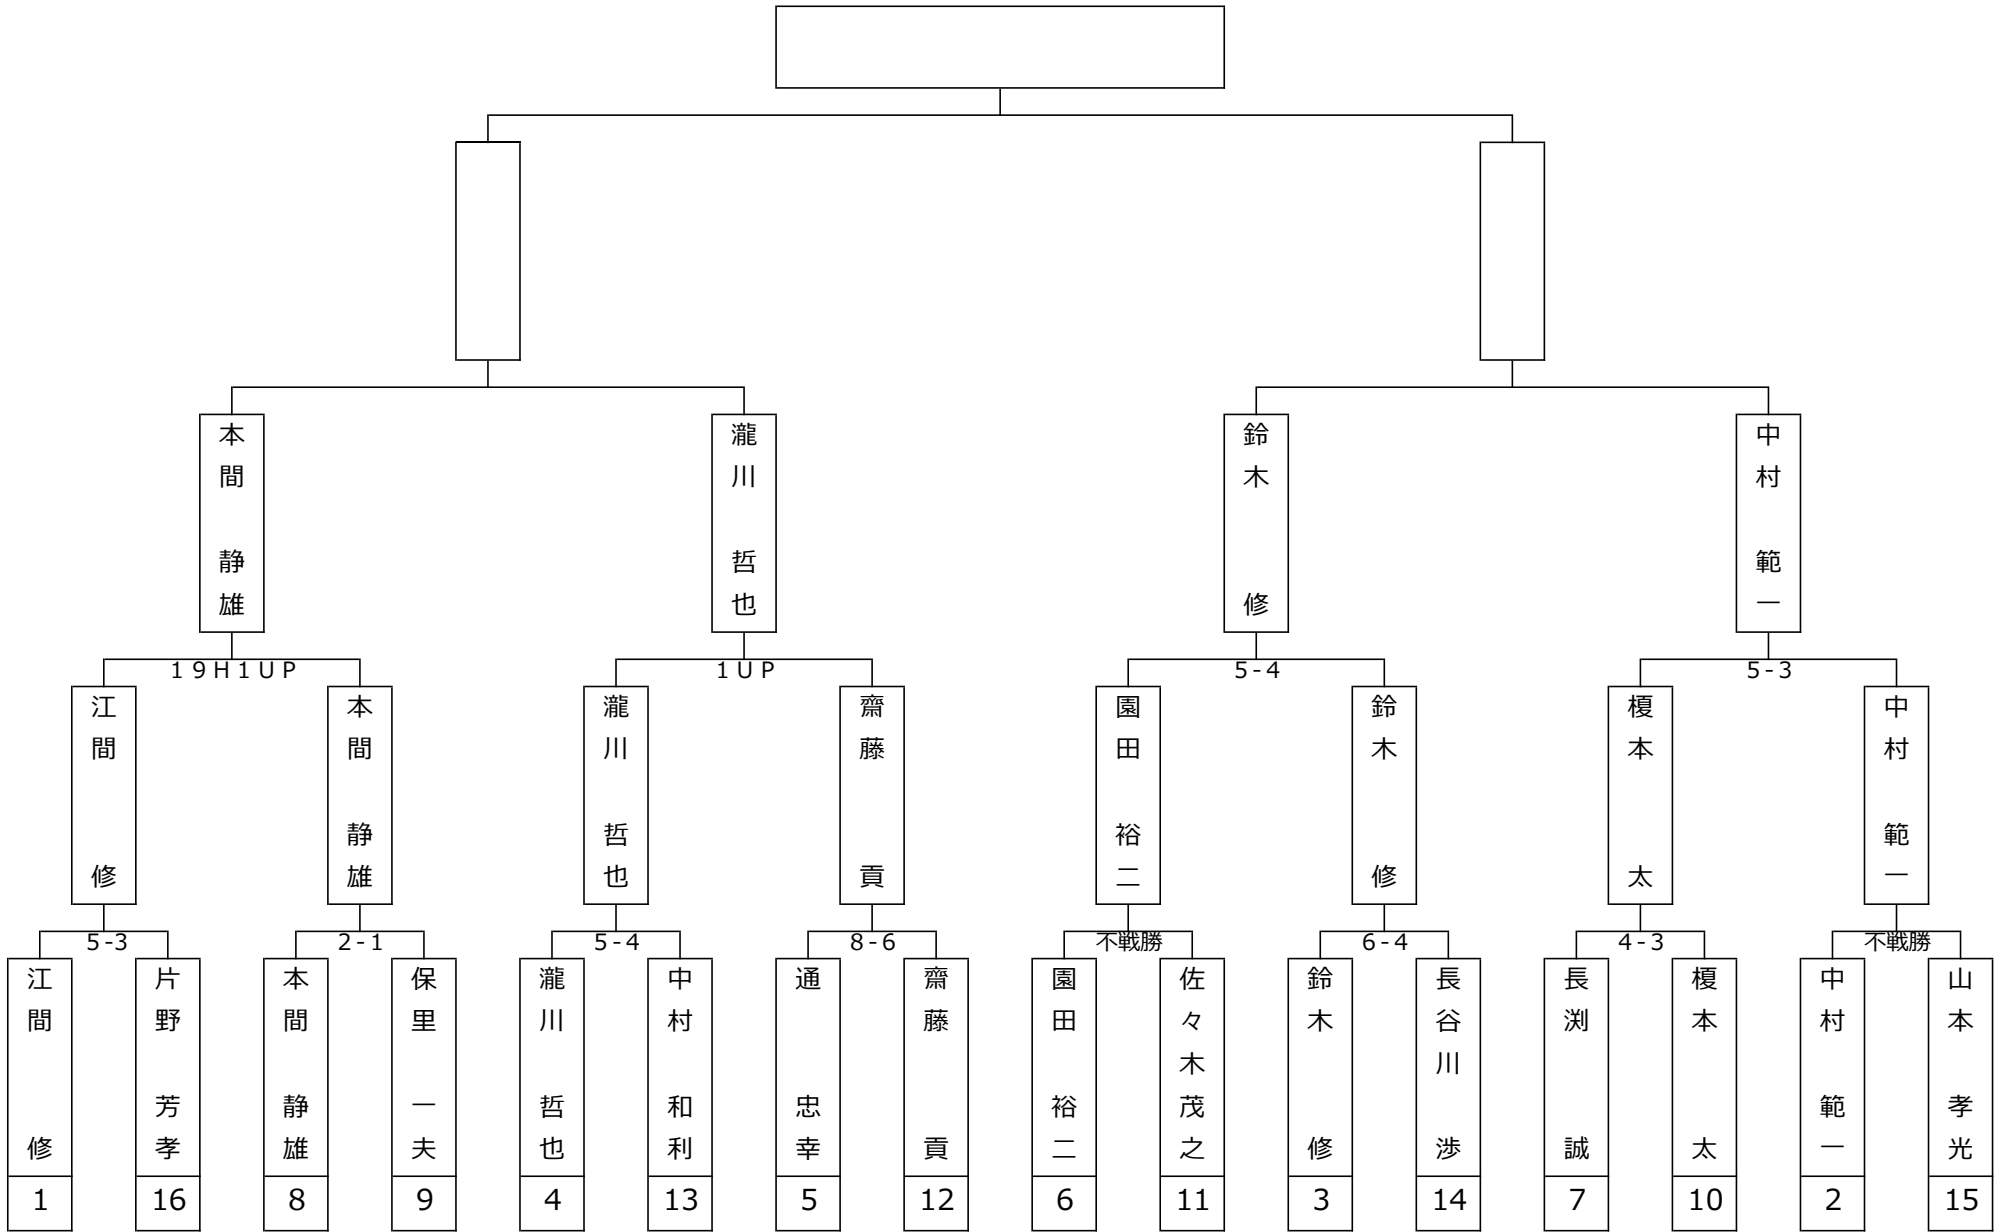 本間 静雄
瀧川 哲也
鈴木 修
中村 範一
19H1UP
1UP
5-4
5-3
江間 修
本間 静雄
瀧川 哲也
齋藤 貢
園田 裕二
鈴木 修
榎本 太
中村 範一
5-3
2-1
5-4
8-6
不戦勝
6-4
4-3
不戦勝
江間 修
片野 芳孝
本間 静雄
保里 一夫
瀧川 哲也
中村 和利
通 忠幸
齋藤 貢
園田 裕二
佐々木茂之
鈴木 修
長谷川 渉
長渕 誠
榎本 太
中村 範一
山本 孝光
1
16
8
9
4
13
5
12
6
11
3
14
7
10
2
15